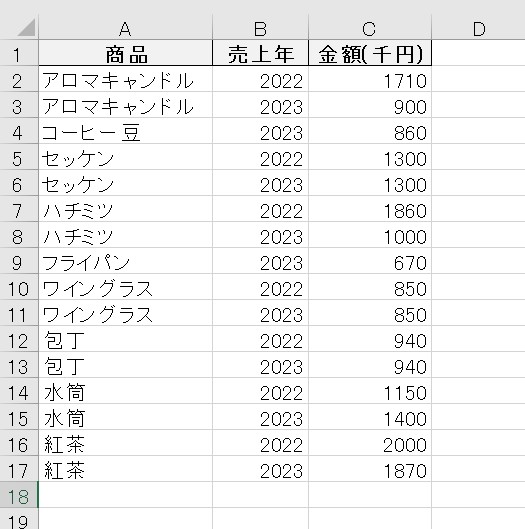 A B C D
1 商品 売上年 金額(千円)
2 アロマキャンドル 2022 1710
3 アロマキャンドル 2023 900
4 コーヒー豆 2023 860
5 セッケン 2022 1300
6 セッケン 2023 1300
7 ハチミツ 2022 1860
8 ハチミツ 2023 1000
9 フライパン 2023 670
10 ワイングラス 2022 850
11 ワイングラス 2023 850
12 包丁 2022 940
13 包丁 2023 940
14 水筒 2022 1150
15 水筒 2023 1400
16 紅茶 2022 2000
17 紅茶 2023 1870
18
19